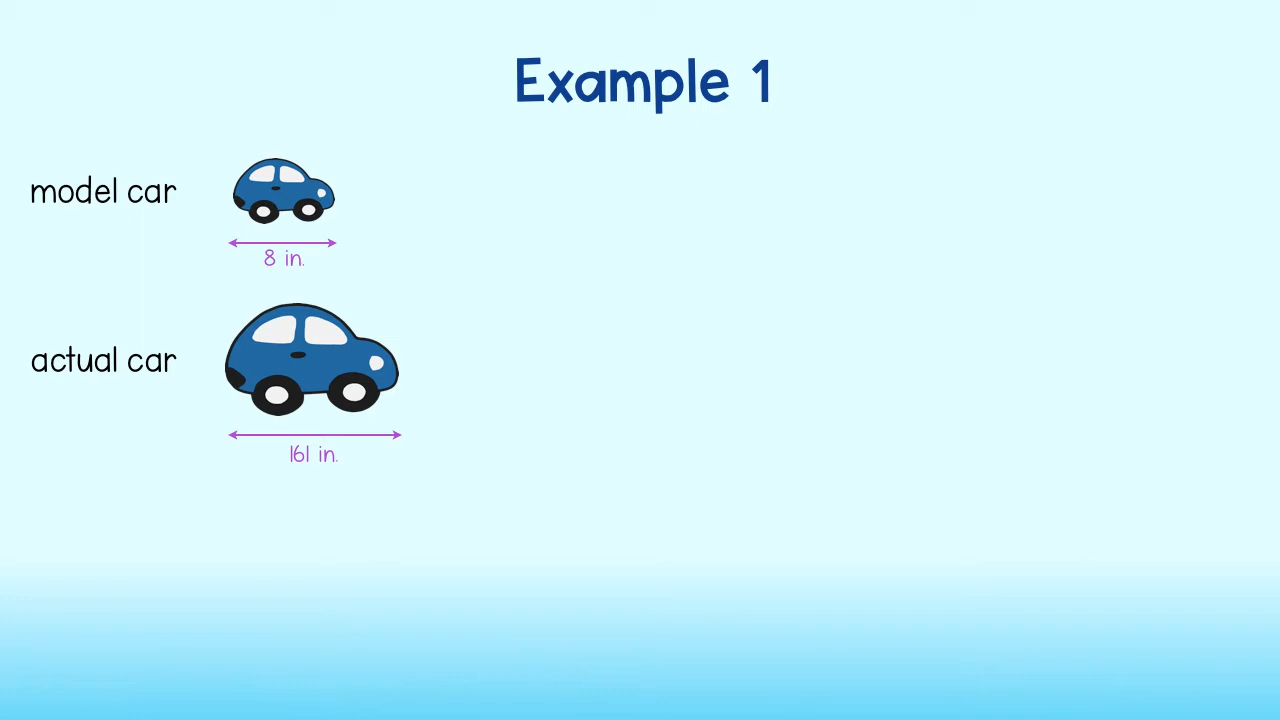 Example 1
model car
8 in.
actual car
161 in.